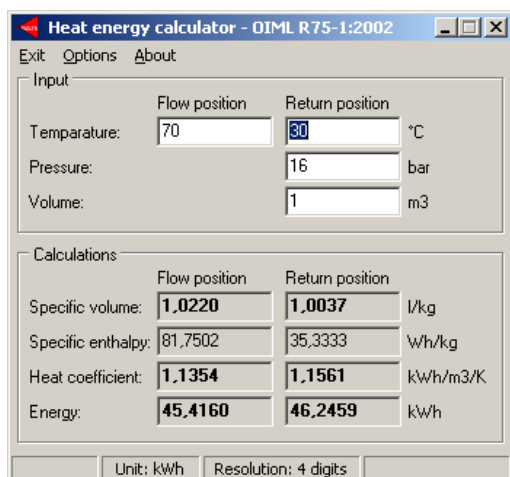 Heat energy calculator - OIML R75-1:2002
Exit Options About
Input
Flow position Return position
Temparature: 70 30 °C
Pressure: 16 bar
Volume: 1 m3
Calculations
Flow position Return position
Specific volume: 1,0220 1,0037 l/kg
Specific enthalpy: 81,7502 35,3333 Wh/kg
Heat coefficient: 1,1354 1,1561 kWh/m3/K
Energy: 45,4160 46,2459 kWh
Unit: kWh Resolution: 4 digits